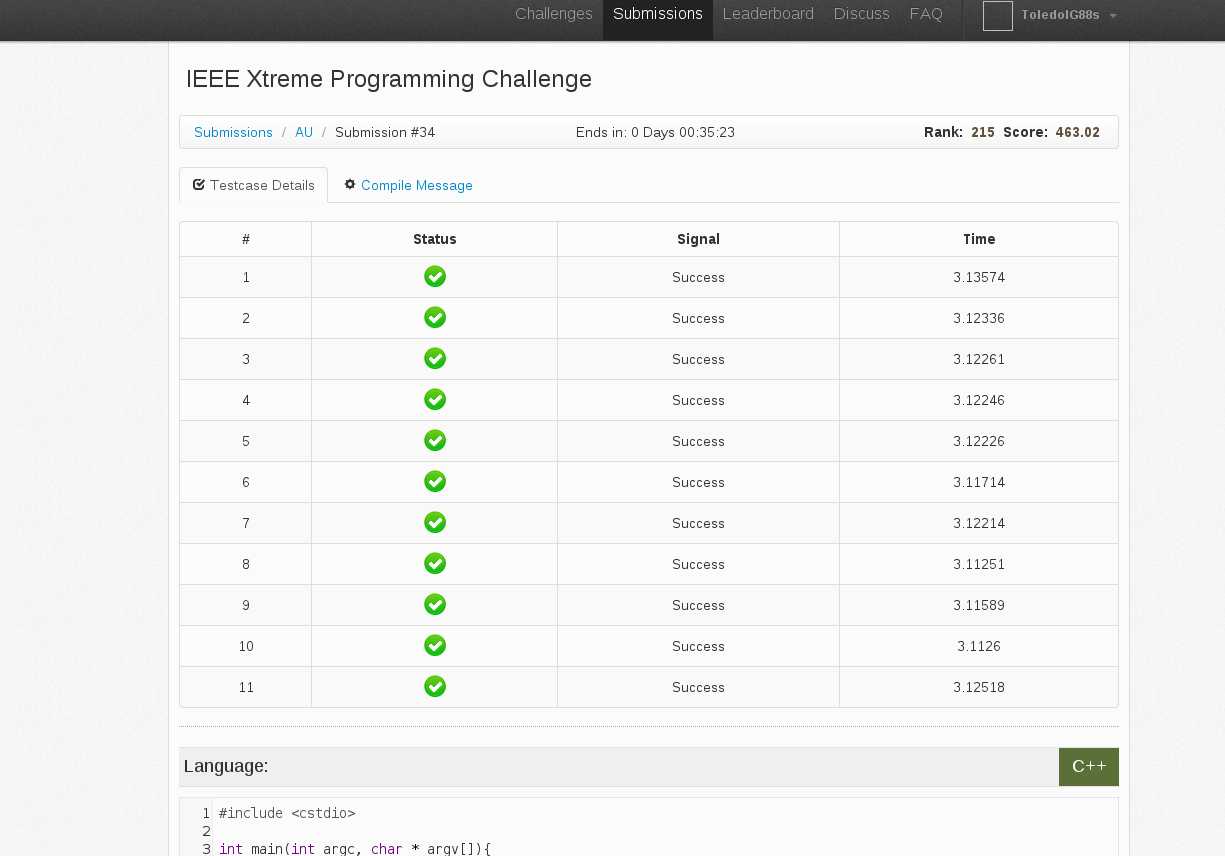 Challenges Submissions Leaderboard Discuss FAQ ToledoIG88s
IEEE Xtreme Programming Challenge
Submissions / AU / Submission #34 Ends in: 0 Days 00:35:23 Rank: 215 Score: 463.02
Testcase Details Compile Message
# Status Signal Time
1 Success 3.13574
2 Success 3.12336
3 Success 3.12261
4 Success 3.12246
5 Success 3.12226
6 Success 3.11714
7 Success 3.12214
8 Success 3.11251
9 Success 3.11589
10 Success 3.1126
11 Success 3.12518
Language: C++
1 #include <cstdio>
2
3 int main(int argc, char * argv[]){